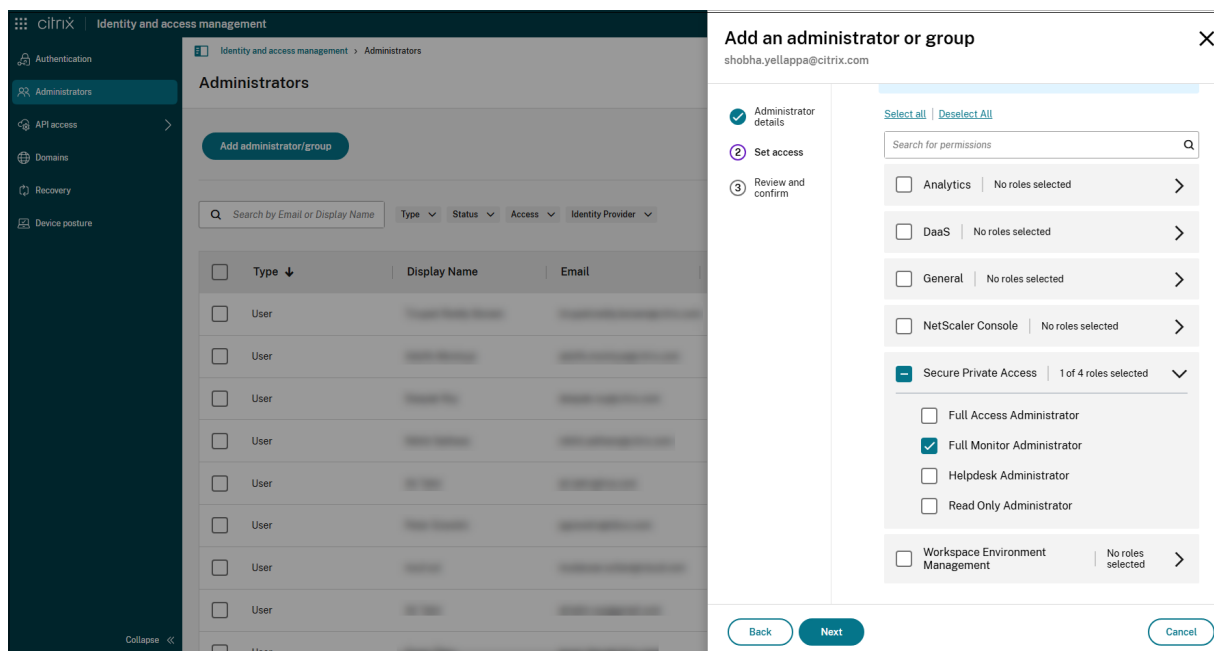 citrix | Identity and access management
Authentication
Administrators
API access
Domains
Recovery
Device posture
Collapse
Identity and access management > Administrators
Administrators
Add administrator/group
Search by Email or Display Name
Type
Status
Access
Identity Provider
Type
Display Name
Email
User
User
User
User
User
User
User
User
Add an administrator or group
shobha.yellappa@citrix.com
Administrator
details
2 Set access
3 Review and
confirm
Select all | Deselect All
Search for permissions
Analytics | No roles selected
DaaS | No roles selected
General | No roles selected
NetScaler Console | No roles selected
Secure Private Access | 1 of 4 roles selected
Full Access Administrator
Full Monitor Administrator
Helpdesk Administrator
Read Only Administrator
Workspace Environment
Management
No roles
selected
Back
Next
Cancel